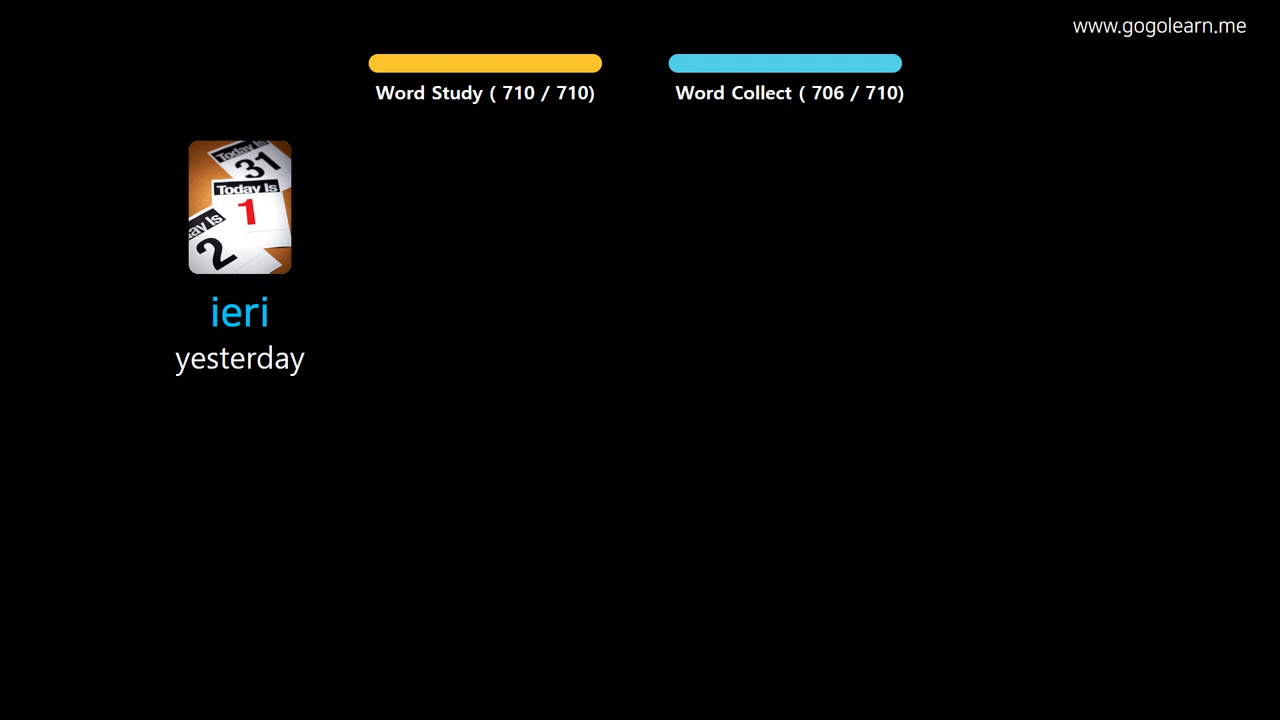 www.gogolearn.me
Word Study ( 710 / 710)
Word Collect ( 706 / 710)
Today Is
31
Today Is
1
ay Is
2
ieri
yesterday